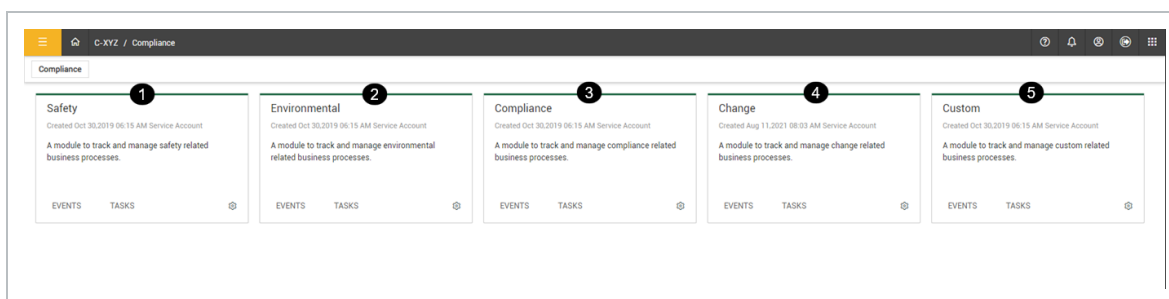 C-XYZ / Compliance
Compliance
1
Safety
Created Oct 30,2019 06:15 AM Service Account
A module to track and manage safety related
business processes.
EVENTS TASKS
2
Environmental
Created Oct 30,2019 06:15 AM Service Account
A module to track and manage environmental
related business processes.
EVENTS TASKS
3
Compliance
Created Oct 30,2019 06:15 AM Service Account
A module to track and manage compliance related
business processes.
EVENTS TASKS
4
Change
Created Aug 11,2021 08:03 AM Service Account
A module to track and manage change related
business processes.
EVENTS TASKS
5
Custom
Created Oct 30,2019 06:15 AM Service Account
A module to track and manage custom related
business processes.
EVENTS TASKS